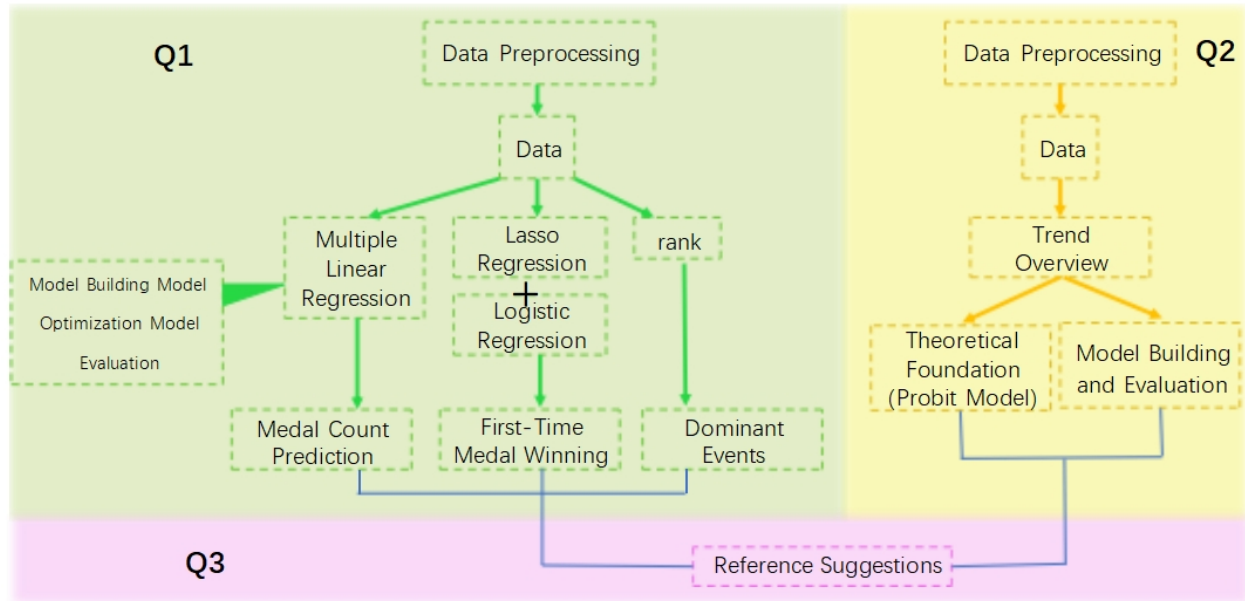 Q1
Data Preprocessing
Data
Multiple
Linear
Regression
Lasso
Regression
+
Logistic
Regression
rank
Model Building Model
Optimization Model
Evaluation
Medal Count
Prediction
First-Time
Medal Winning
Dominant
Events
Q2
Data Preprocessing
Data
Trend
Overview
Theoretical
Foundation
(Probit Model)
Model Building
and Evaluation
Q3
Reference Suggestions